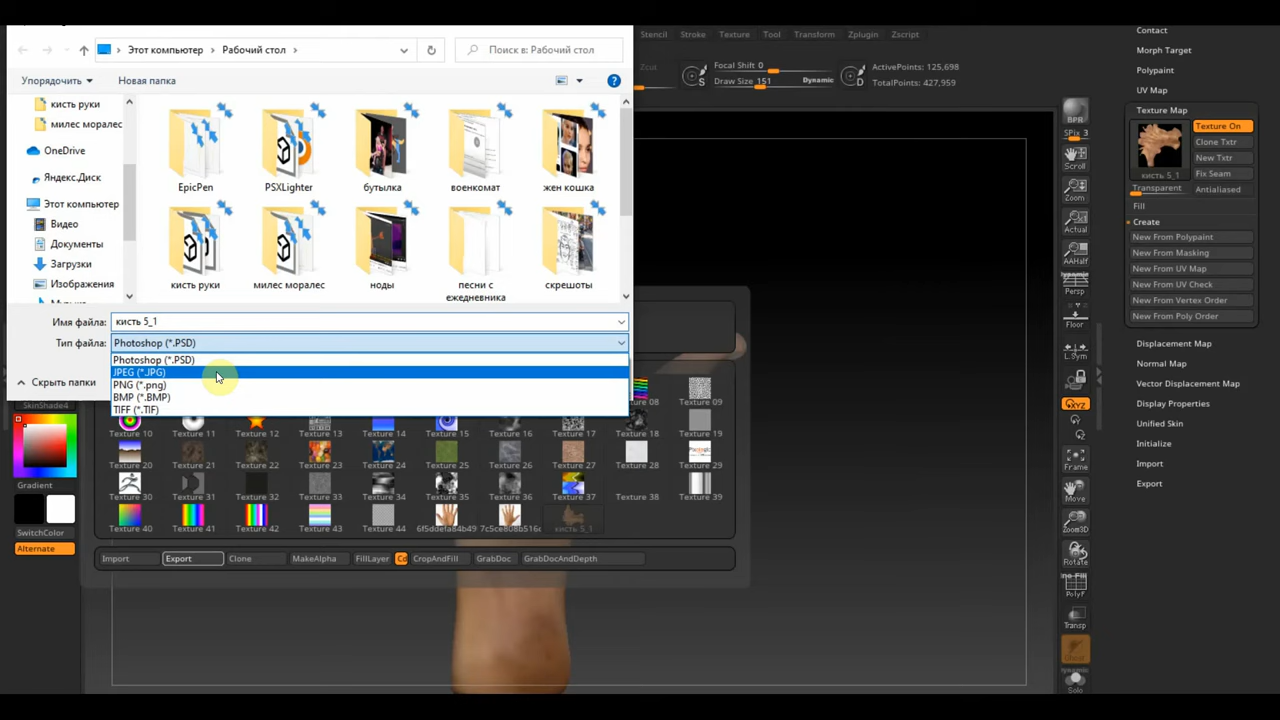 Этот компьютер > Рабочий стол >
Поиск в: Рабочий стол
Упорядочить
Новая папка
кисть руки
милес моралес
OneDrive
Яндекс.Диск
Этот компьютер
Видео
Документы
Загрузки
Изображения
EpicPen
PSXLighter
бутылка
военкомат
жен кошка
кисть руки
милес моралес
ноды
песни с
ежедневника
скрешоты
Имя файла: кисть 5_1
Тип файла: Photoshop (*.PSD)
Photoshop (*.PSD)
JPEG (*.JPG)
PNG (*.png)
BMP (*.BMP)
TIFF (*.TIF)
Скрыть папки
Stencil Stroke Texture Tool Transform Zplugin Zscript
Zcut
Focal Shift 0
Draw Size 151 Dynamic
S
D
ActivePoints: 125,698
TotalPoints: 427,959
SkinShade4
Gradient
SwitchColor
Alternate
Texture 09
Texture 10 Texture 11 Texture 12 Texture 13 Texture 14 Texture 15 Texture 16 Texture 17 Texture 18 Texture 19
Texture 20 Texture 21 Texture 22 Texture 23 Texture 24 Texture 25 Texture 26 Texture 27 Texture 28 Texture 29
Texture 30 Texture 31 Texture 32 Texture 33 Texture 34 Texture 35 Texture 36 Texture 37 Texture 38 Texture 39
Texture 40 Texture 41 Texture 42 Texture 43 Texture 44 6f5ddefa84b49 7c5ce808b516c кисть 5_1
Import Export Clone MakeAlpha FillLayer Cd CropAndFill GrabDoc GrabDocAndDepth
BPR
SPix 3
Scroll
Zoom
Actual
AAHalf
Dynamic
Persp
Floor
L.Sym
XYZ
Frame
Move
Zoom3D
Rotate
PolyF
Transp
Ghost
Solo
Contact
Morph Target
Polypaint
UV Map
Texture Map
кисть 5_1
Texture On
Clone Txtr
New Txtr
Fix Seam
Transparent Antialiased
Fill
Create
New From Polypaint
New From Masking
New From UV Map
New From UV Check
New From Vertex Order
New From Poly Order
Displacement Map
Normal Map
Vector Displacement Map
Display Properties
Unified Skin
Initialize
Import
Export